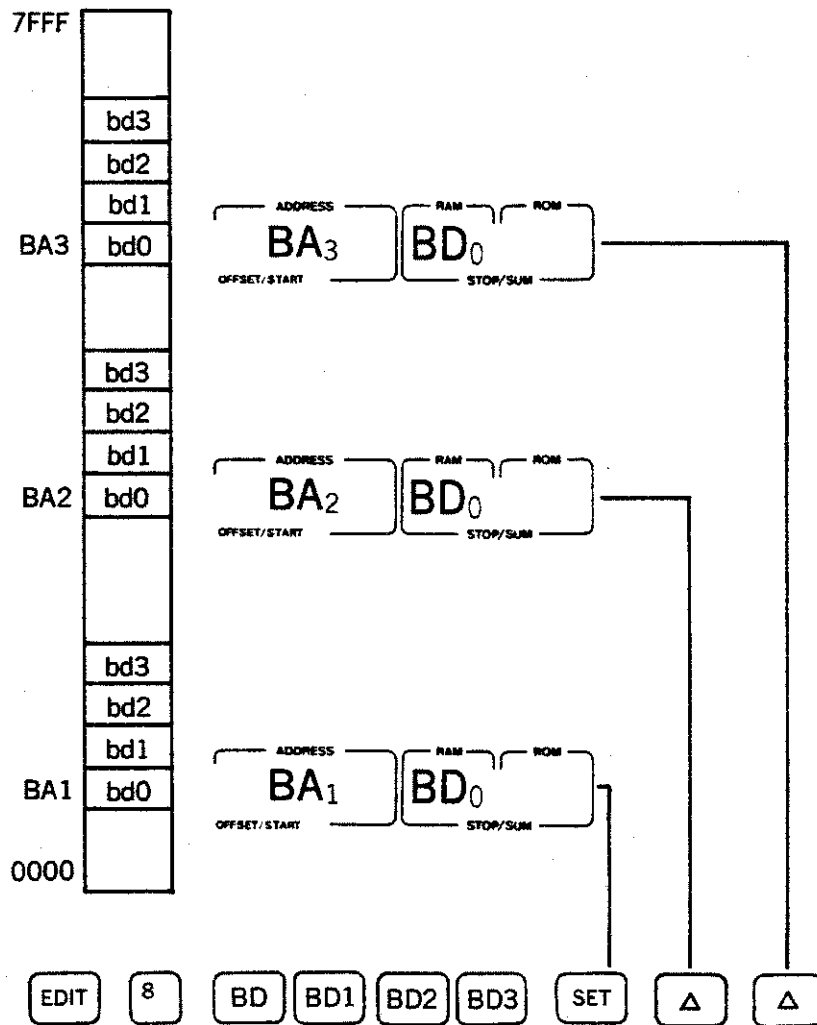 7FFF
bd3
bd2
bd1
BA3 bd0
ADDRESS RAM ROM
BA3 BD0
OFFSET/START STOP/SUM
bd3
bd2
bd1
BA2 bd0
ADDRESS RAM ROM
BA2 BD0
OFFSET/START STOP/SUM
bd3
bd2
bd1
BA1 bd0
ADDRESS RAM ROM
BA1 BD0
OFFSET/START STOP/SUM
0000
EDIT 8 BD BD1 BD2 BD3 SET △ △